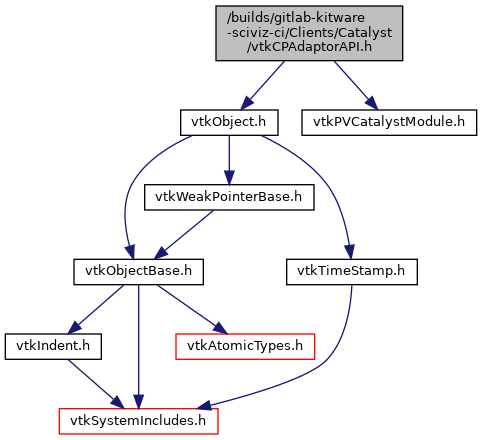 /builds/gitlab-kitware
-sciviz-ci/Clients/Catalyst
/vtkCPAdaptorAPI.h
vtkObject.h
vtkPVCatalystModule.h
vtkWeakPointerBase.h
vtkObjectBase.h
vtkTimeStamp.h
vtkIndent.h
vtkAtomicTypes.h
vtkSystemIncludes.h